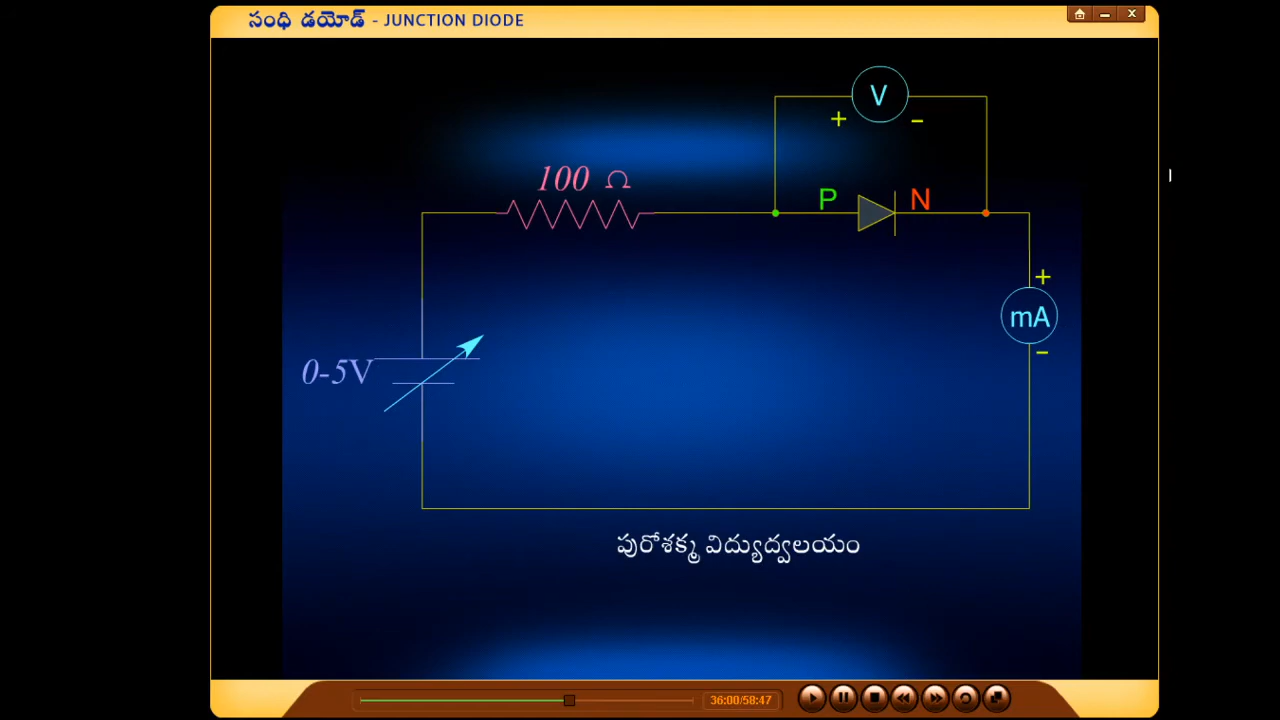 సంధి డయోడ్ - JUNCTION DIODE
V
+ −
100 Ω
P N
+
mA
−
0-5V
పురోశక్మ విద్యుద్వలయం
36:00/58:47